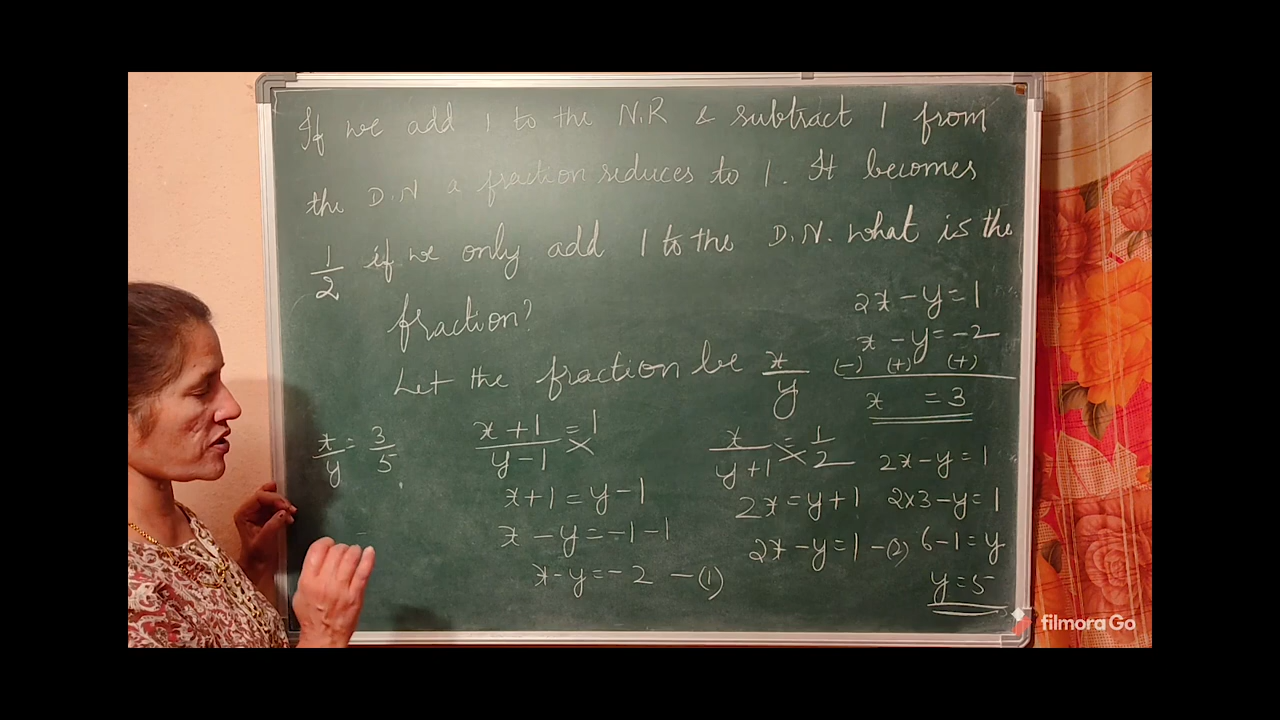 If we add 1 to the N.R & subtract 1 from
the D.N a fraction reduces to 1. It becomes
1/2 if we only add 1 to the D.N. what is the
fraction?
Let the fraction be x/y
2x - y = 1
x - y = -2
(-) (+) (+)
x = 3
x/y = 3/5
(x+1)/(y-1) = 1
x+1 = y-1
x - y = -1-1
x-y = -2 -(1)
x/(y+1) = 1/2
2x = y+1
2x - y = 1 -(2)
2x - y = 1
2x3 - y = 1
6-1 = y
y = 5
filmora Go